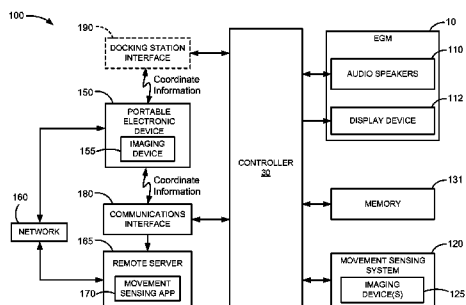 100
190
DOCKING STATION
INTERFACE
Coordinate
Information
150
PORTABLE
ELECTRONIC
DEVICE
155
IMAGING
DEVICE
Coordinate
Information
160
NETWORK
180
COMMUNICATIONS
INTERFACE
165
REMOTE SERVER
170
MOVEMENT
SENSING APP
CONTROLLER
30
10
EGM
110
AUDIO SPEAKERS
112
DISPLAY DEVICE
131
MEMORY
120
MOVEMENT SENSING
SYSTEM
IMAGING
DEVICE(S)
125